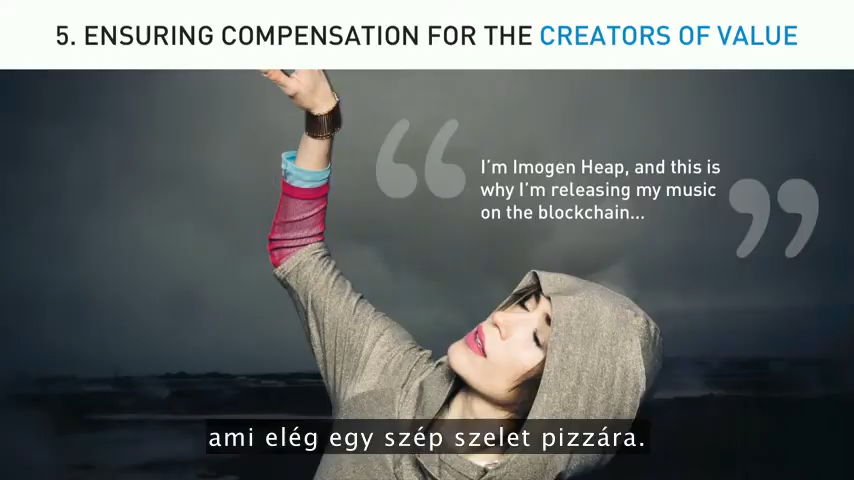 5. ENSURING COMPENSATION FOR THE CREATORS OF VALUE
“
I’m Imogen Heap, and this is
why I’m releasing my music
on the blockchain...
”
ami elég egy szép szelet pizzára.